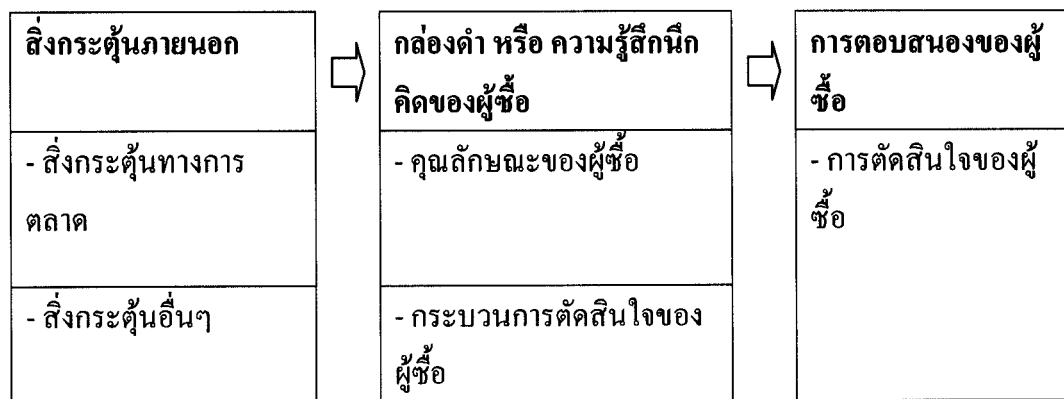 สิ่งกระตุ้นภายนอก
กล่องดำ หรือ ความรู้สึกนึก
คิดของผู้ซื้อ
การตอบสนองของผู้
ซื้อ
- สิ่งกระตุ้นทางการ
ตลาด
- คุณลักษณะของผู้ซื้อ
- การตัดสินใจของผู้
ซื้อ
- สิ่งกระตุ้นอื่นๆ
- กระบวนการตัดสินใจของ
ผู้ซื้อ